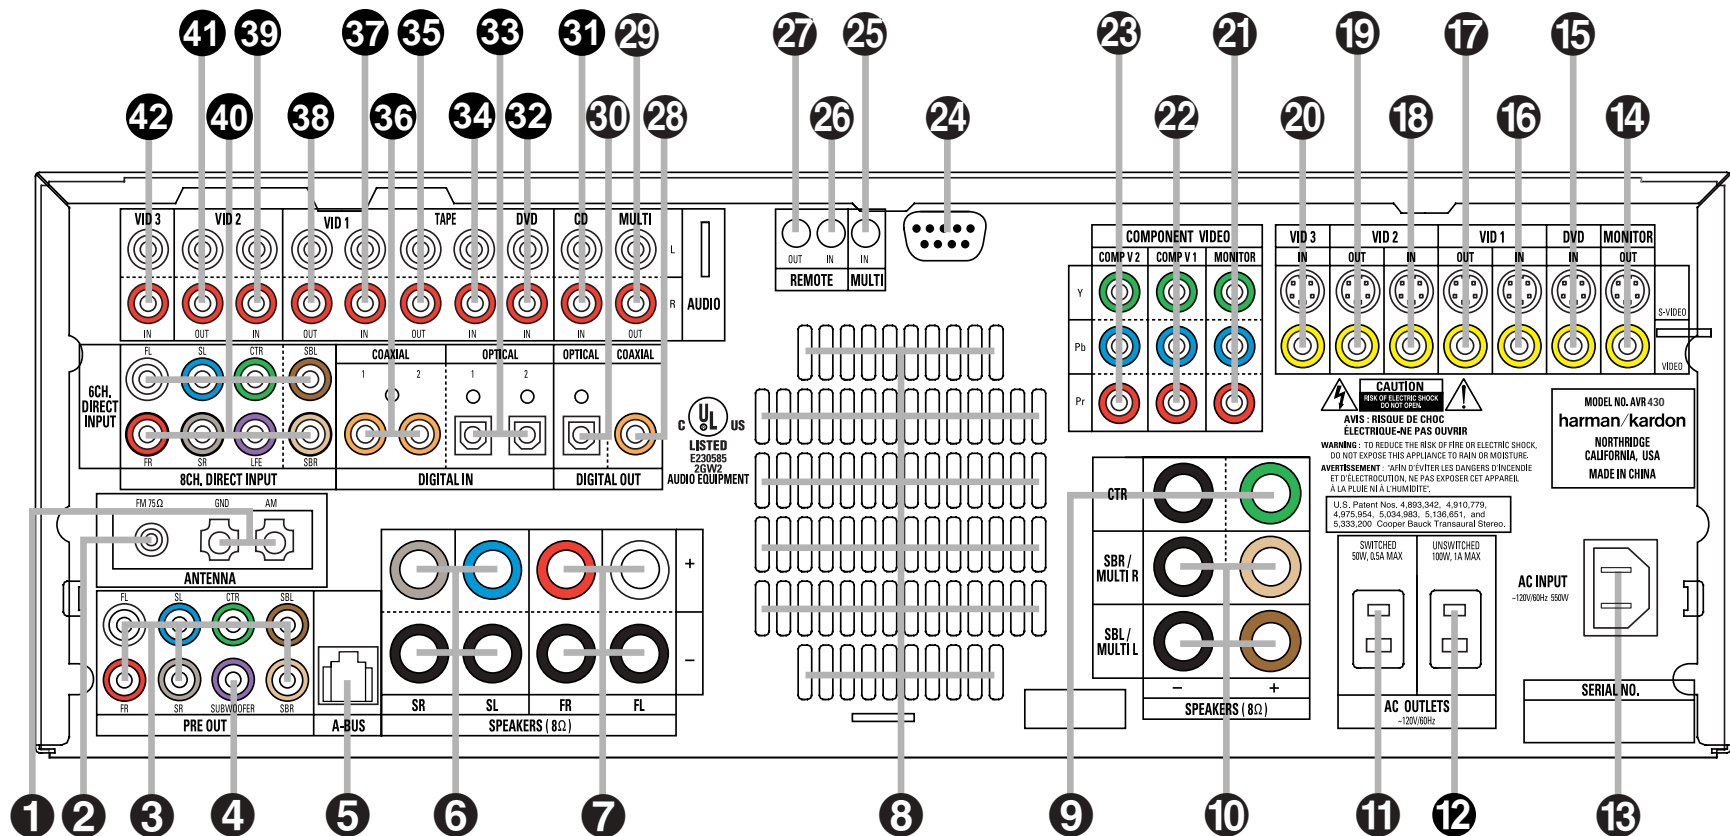 41 39 37 35 33 31 29 27 25 23 21 19 17 15
42 40 38 36 34 32 30 28 26 24 22 20 18 16 14
VID 3 VID 2 VID 1 TAPE DVD CD MULTI
L
R
AUDIO
IN OUT IN OUT IN OUT IN IN IN OUT
OUT IN IN
REMOTE MULTI
COMPONENT VIDEO
COMP V 2 COMP V 1 MONITOR
Y
Pb
Pr
VID 3 VID 2 VID 1 DVD MONITOR
IN OUT IN OUT IN IN OUT
S-VIDEO
VIDEO
6CH.
DIRECT
INPUT
FL SL CTR SBL
FR SR LFE SBR
8CH. DIRECT INPUT
COAXIAL OPTICAL OPTICAL COAXIAL
1 2 1 2
DIGITAL IN DIGITAL OUT
C UL US
LISTED
E230585
2GW2
AUDIO EQUIPMENT
CAUTION
RISK OF ELECTRIC SHOCK
DO NOT OPEN
AVIS : RISQUE DE CHOC
ÉLECTRIQUE-NE PAS OUVRIR
WARNING : TO REDUCE THE RISK OF FIRE OR ELECTRIC SHOCK,
DO NOT EXPOSE THIS APPLIANCE TO RAIN OR MOISTURE.
AVERTISSEMENT : "AFIN D'ÉVITER LES DANGERS D'INCENDIE
ET D'ÉLECTROCUTION, NE PAS EXPOSER CET APPAREIL
À LA PLUIE NI À L'HUMIDITE".
U.S. Patent Nos. 4,893,342, 4,910,779,
4,975,954, 5,034,983, 5,136,651, and
5,333,200 Cooper Bauck Transaural Stereo.
MODEL NO. AVR 430
harman/kardon
NORTHRIDGE
CALIFORNIA, USA
MADE IN CHINA
FM 75Ω GND AM
ANTENNA
FL SL CTR SBL
FR SR SUBWOOFER SBR
PRE OUT
A-BUS
+
−
SR SL FR FL
SPEAKERS ( 8Ω )
CTR
SBR /
MULTI R
SBL /
MULTI L
− +
SPEAKERS ( 8Ω )
SWITCHED
50W, 0.5A MAX
UNSWITCHED
100W, 1A MAX
AC OUTLETS
~120V/60Hz
AC INPUT
~120V/60Hz 550W
SERIAL NO.
1 2 3 4 5 6 7 8 9 10 11 12 13